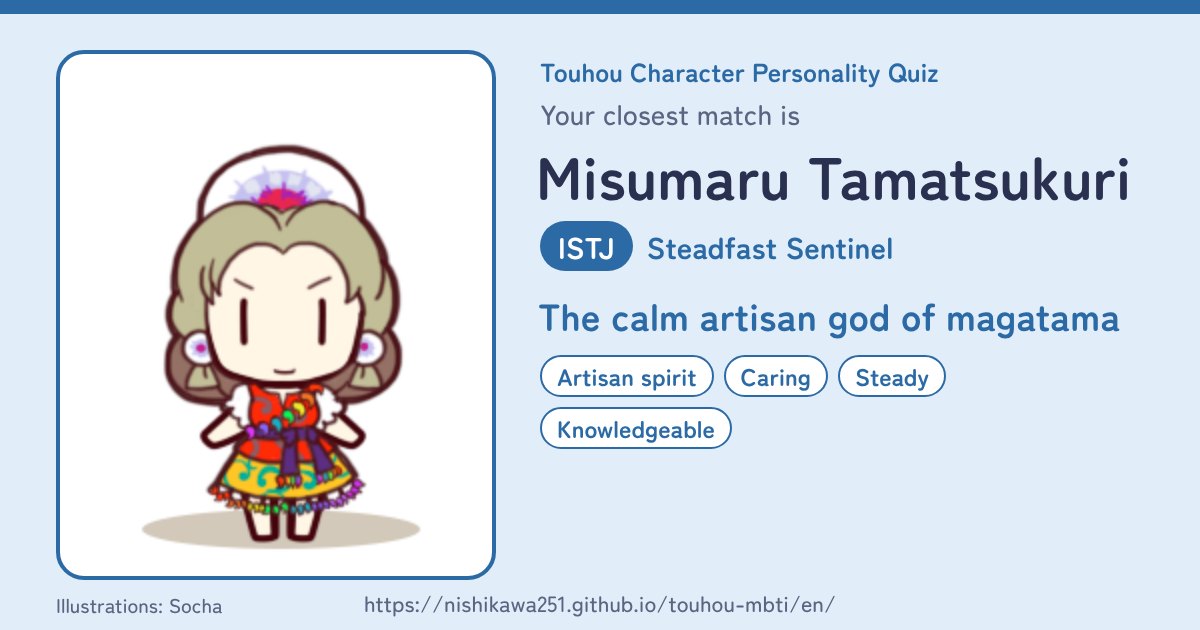 Touhou Character Personality Quiz
Your closest match is
Misumaru Tamatsukuri
ISTJ Steadfast Sentinel
The calm artisan god of magatama
Artisan spirit Caring Steady
Knowledgeable
Illustrations: Socha https://nishikawa251.github.io/touhou-mbti/en/